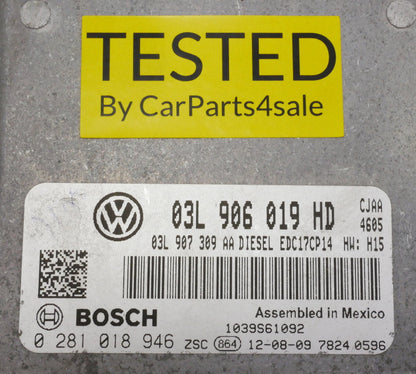 TESTED
By CarParts4sale
03L 906 019 HD CJAA
4605
03L 907 309 AA DIESEL EDC17CP14 HW: H15
Assembled in Mexico
BOSCH 1039S61092
0 281 018 946 ZSC 864 12-08-09 7824 0596